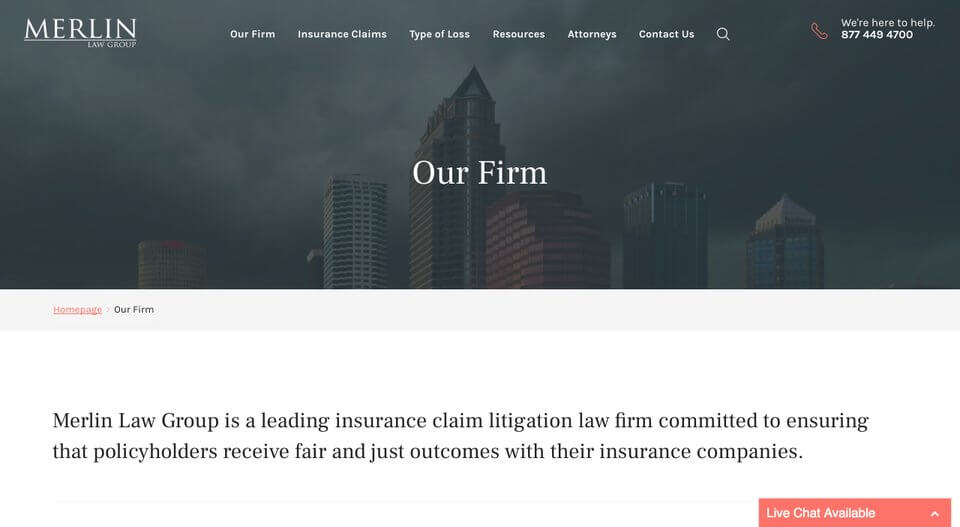 MERLIN
LAW GROUP
Our Firm Insurance Claims Type of Loss Resources Attorneys Contact Us
We're here to help.
877 449 4700
Our Firm
Homepage > Our Firm
Merlin Law Group is a leading insurance claim litigation law firm committed to ensuring
that policyholders receive fair and just outcomes with their insurance companies.
Live Chat Available